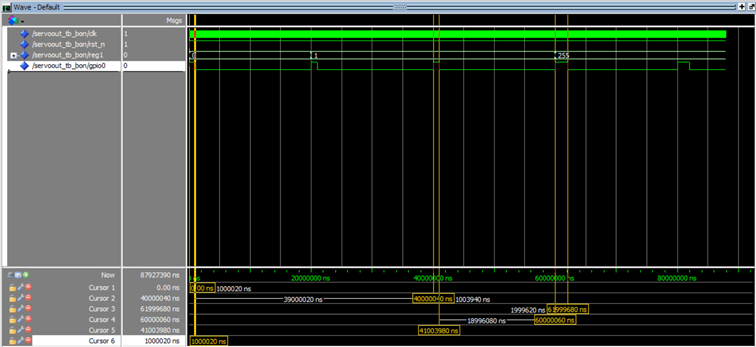 Wave - Default
Msgs
/servoout_tb_bon/clk 1
/servoout_tb_bon/rst_n 1
/servoout_tb_bon/reg1 0 0 1 255
/servoout_tb_bon/gpio0 0
Now 87927390 ns ns 20000000 ns 40000000 ns 60000000 ns 80000000 ns
Cursor 1 0.00 ns 0.00 ns 1000020 ns
Cursor 2 40000040 ns 39000020 ns 40000040 ns 1003940 ns
Cursor 3 61999680 ns 1999620 ns 61999680 ns
Cursor 4 60000060 ns 18996080 ns 60000060 ns
Cursor 5 41003980 ns 41003980 ns
Cursor 6 1000020 ns 1000020 ns